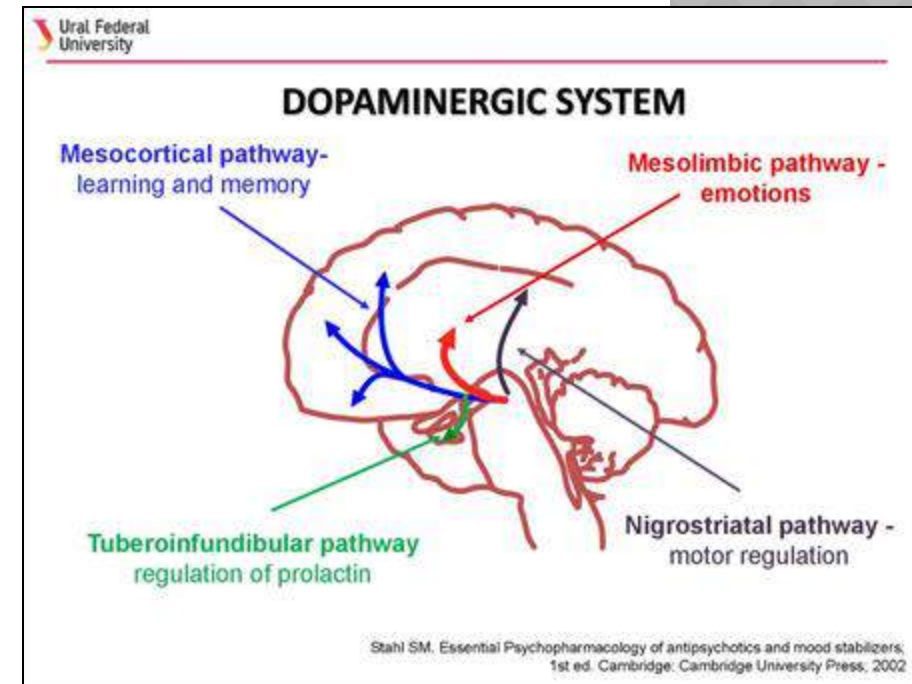 Ural Federal
University
DOPAMINERGIC SYSTEM
Mesocortical pathway-
learning and memory
Mesolimbic pathway -
emotions
Tuberoinfundibular pathway
regulation of prolactin
Nigrostriatal pathway -
motor regulation
Stahl SM. Essential Psychopharmacology of antipsychotics and mood stabilizers,
1st ed. Cambridge: Cambridge University Press; 2002